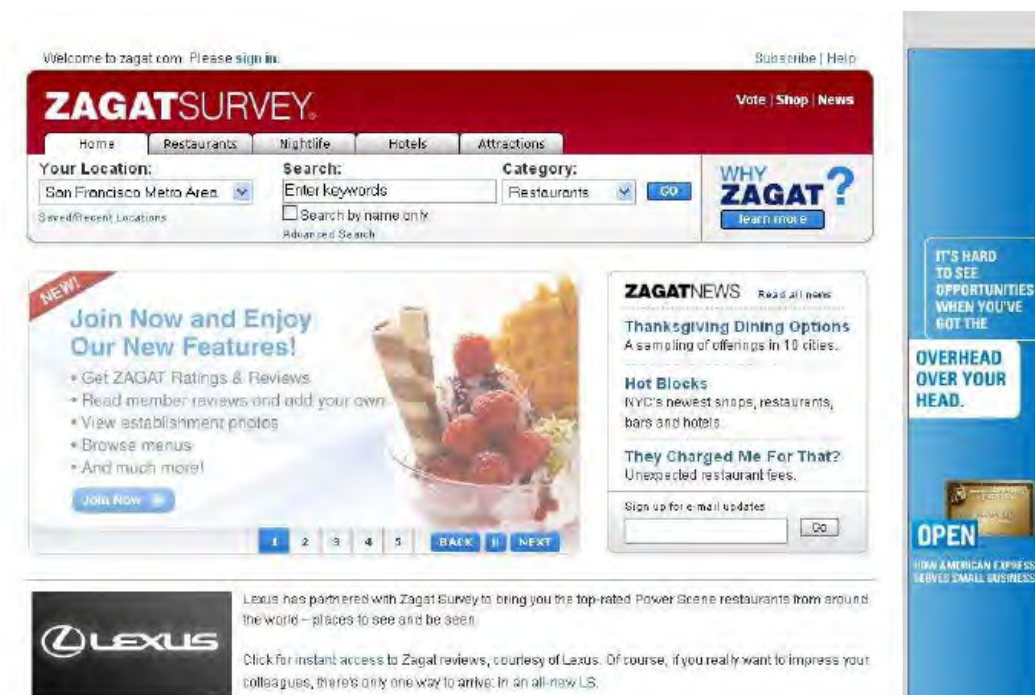 Welcome to zagat.com. Please sign in.
Subscribe | Help
ZAGATSURVEY®
Vote | Shop | News
Home Restaurants Nightlife Hotels Attractions
Your Location: Search: Category:
San Francisco Metro Area Enter keywords Restaurants GO
Saved/Recent Locations Search by name only
Advanced Search
WHY
ZAGAT?
learn more
NEW!
Join Now and Enjoy
Our New Features!
• Get ZAGAT Ratings & Reviews
• Read member reviews and add your own
• View establishment photos
• Browse menus
• And much more!
Join Now
1 2 3 4 5 BACK NEXT
ZAGATNEWS Read all news
Thanksgiving Dining Options
A sampling of offerings in 10 cities.
Hot Blocks
NYC's newest shops, restaurants,
bars and hotels.
They Charged Me For That?
Unexpected restaurant fees.
Sign up for e-mail updates
Go
LEXUS
Lexus has partnered with Zagat Survey to bring you the top-rated Power Scene restaurants from around
the world – places to see and be seen.
Click for instant access to Zagat reviews, courtesy of Lexus. Of course, if you really want to impress your
colleagues, there's only one way to arrive: in an all-new LS.
IT'S HARD
TO SEE
OPPORTUNITIES
WHEN YOU'VE
GOT THE
OVERHEAD
OVER YOUR
HEAD.
OPEN
HOW AMERICAN EXPRESS
SERVES SMALL BUSINESS